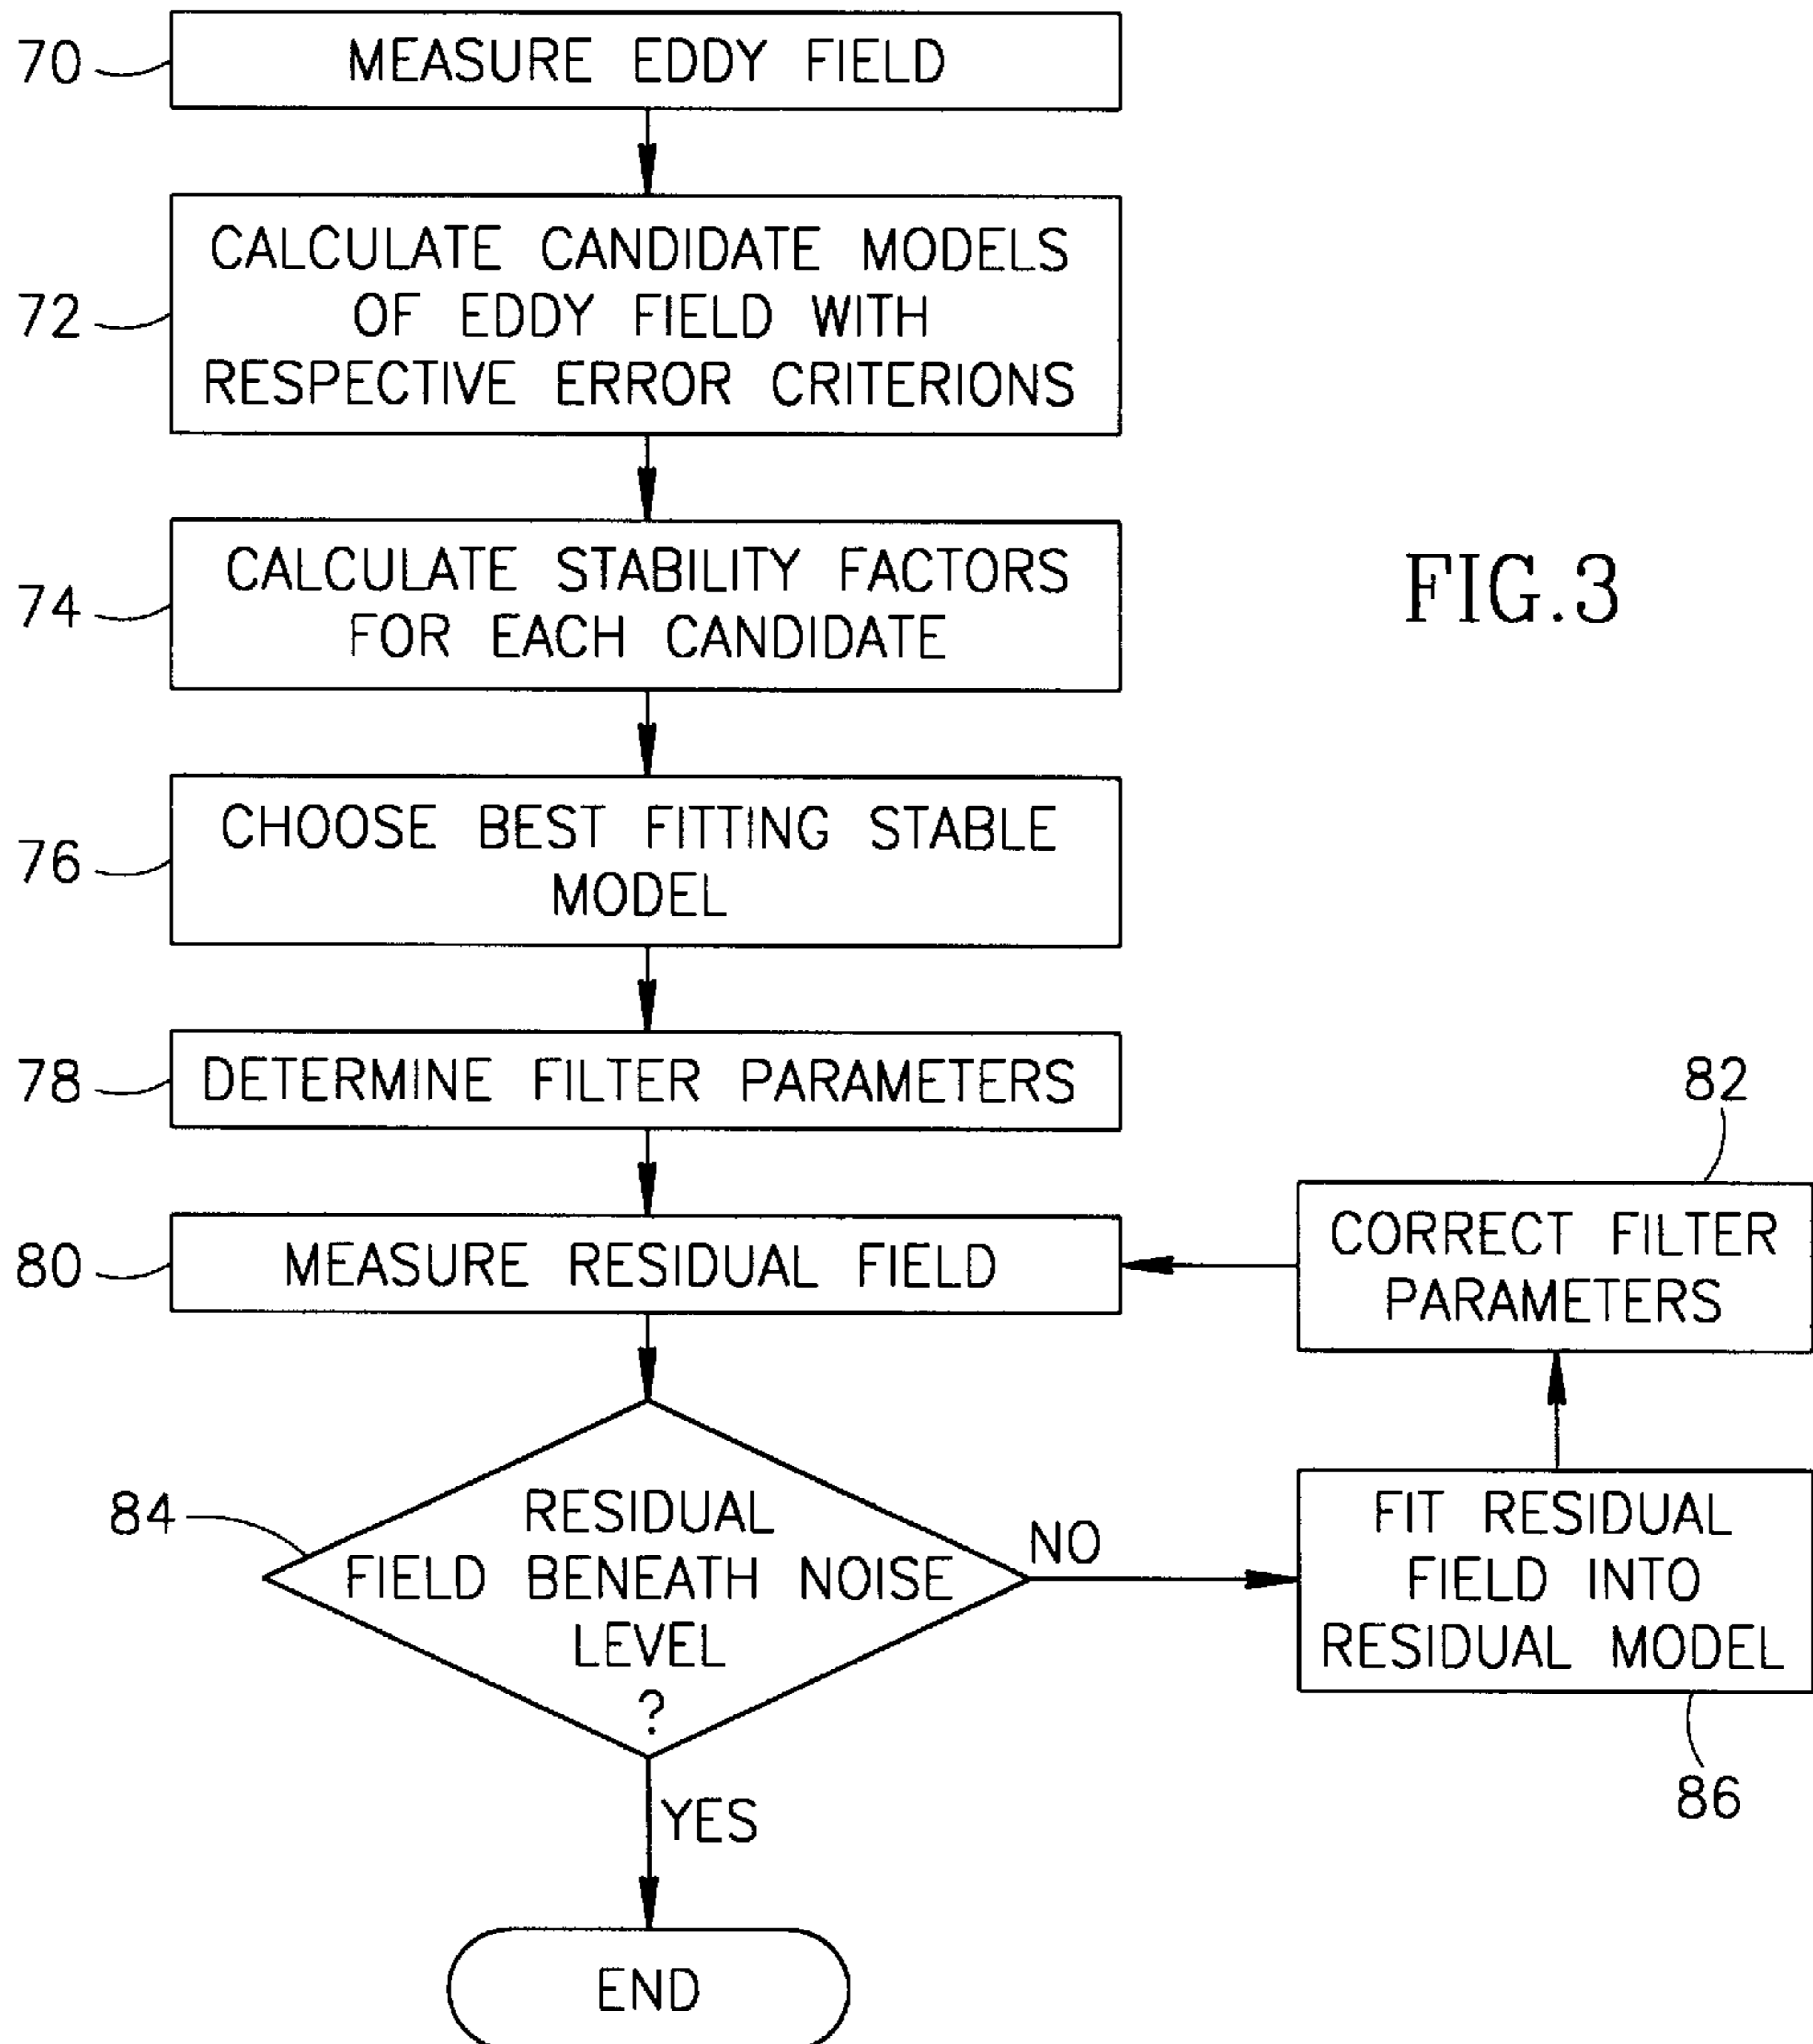 70
MEASURE EDDY FIELD
72
CALCULATE CANDIDATE MODELS
OF EDDY FIELD WITH
RESPECTIVE ERROR CRITERIONS
74
CALCULATE STABILITY FACTORS
FOR EACH CANDIDATE
FIG.3
76
CHOOSE BEST FITTING STABLE
MODEL
78
DETERMINE FILTER PARAMETERS
80
MEASURE RESIDUAL FIELD
82
CORRECT FILTER
PARAMETERS
84
RESIDUAL
FIELD BENEATH NOISE
LEVEL
?
NO
FIT RESIDUAL
FIELD INTO
RESIDUAL MODEL
86
YES
END